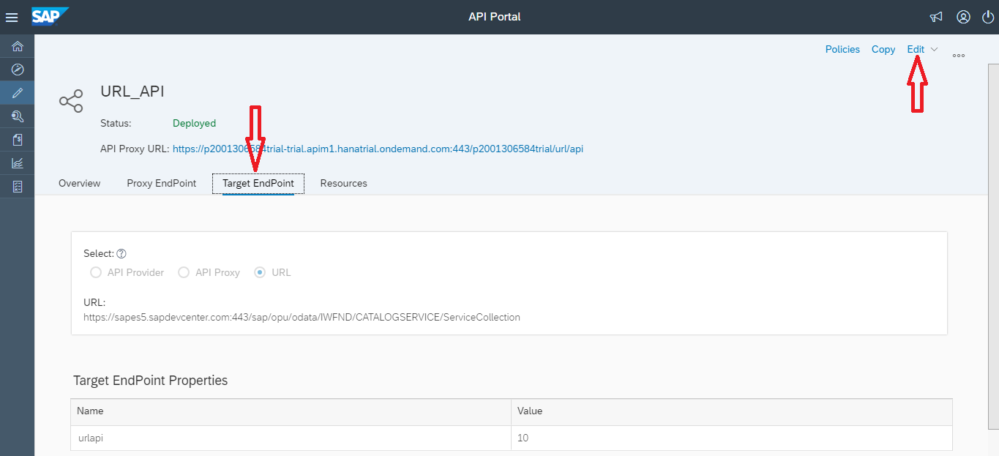 SAP API Portal
Policies Copy Edit
URL_API
Status: Deployed
API Proxy URL: https://p2001306584trial-trial.apim1.hanatrial.ondemand.com:443/p2001306584trial/url/api
Overview Proxy EndPoint Target EndPoint Resources
Select:
API Provider API Proxy URL
URL:
https://sapes5.sapdevcenter.com:443/sap/opu/odata/IWFND/CATALOGSERVICE/ServiceCollection
Target EndPoint Properties
Name Value
urlapi 10